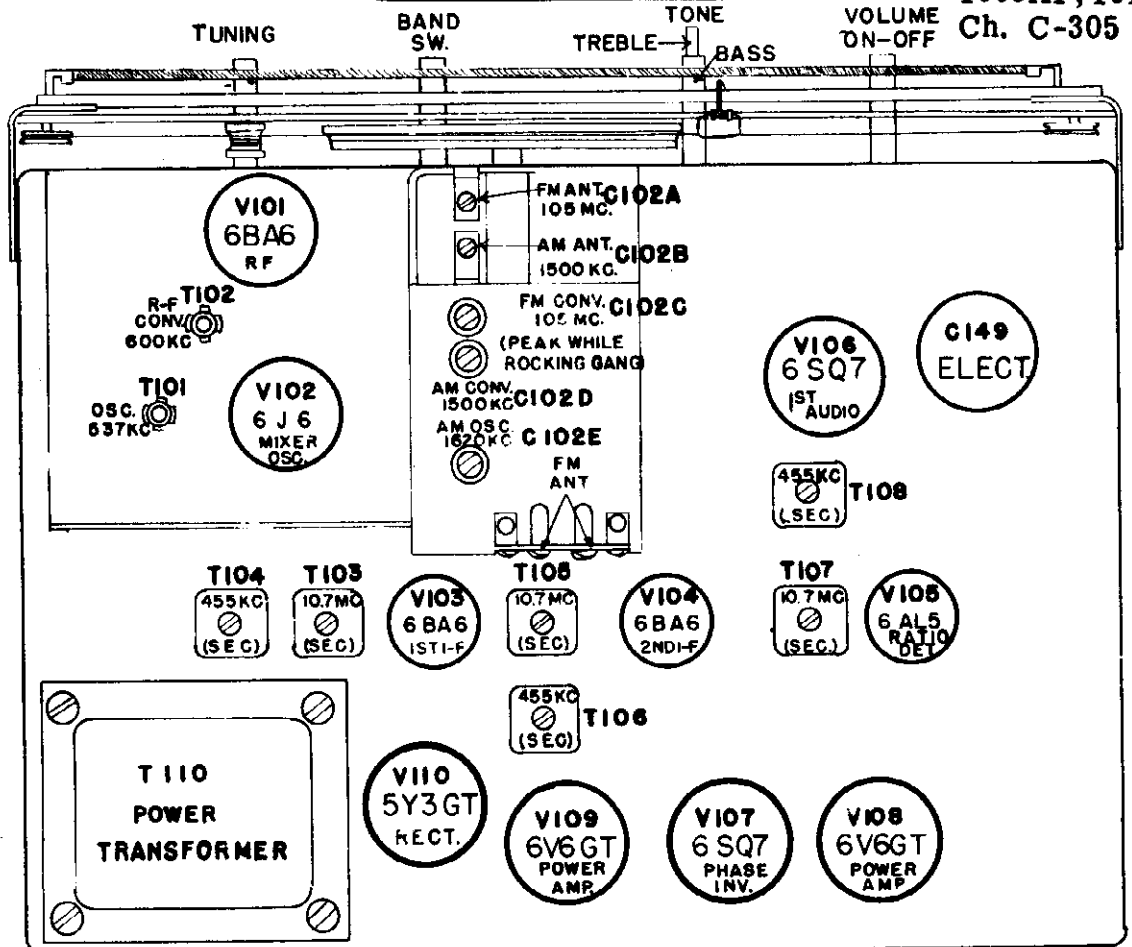 Ch. C-305
TUNING
BAND
SW.
TONE
TREBLE
BASS
VOLUME
ON-OFF
V101
6BA6
RF
FM ANT. C102A
105 MC.
AM ANT. C102B
1500 KC.
T102
R-F
CONV.
600KC
FM CONV. C102C
105 MC.
(PEAK WHILE
ROCKING GANG)
AM CONV.
1500KC C102D
AM OSC.
1620KC C102E
FM
ANT
T101
OSC.
537KC
V102
6J6
MIXER
OSC.
V106
6SQ7
1ST
AUDIO
C149
ELECT.
455KC
(SEC)
T108
T104
455KC
(SEC)
T103
10.7MC
(SEC)
V103
6BA6
1ST I-F
T105
10.7MC
(SEC)
V104
6BA6
2ND I-F
T107
10.7MC
(SEC.)
V105
6AL5
RATIO
DET.
455KC
(SEC)
T106
T110
POWER
TRANSFORMER
V110
5Y3GT
RECT.
V109
6V6GT
POWER
AMP.
V107
6SQ7
PHASE
INV.
V108
6V6GT
POWER
AMP